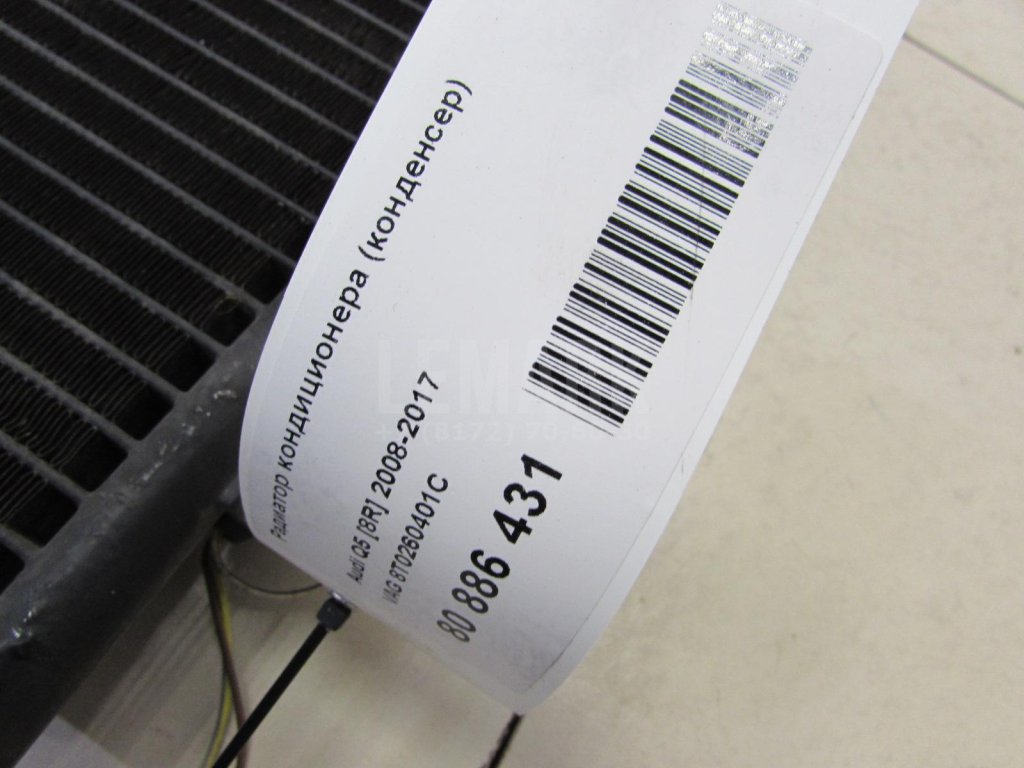 Радиатор кондиционера (конденсер)
Audi Q5 [8R] 2008-2017
VAG 8T0260401C
80 886 431